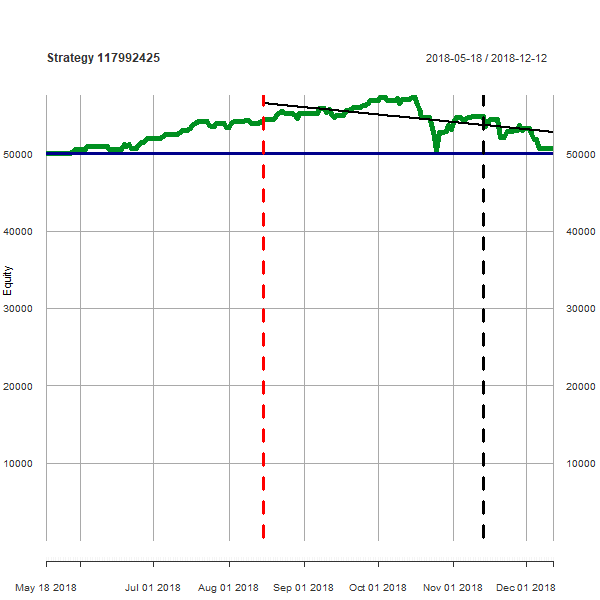 Strategy 117992425 2018-05-18 / 2018-12-12
50000 50000
40000 40000
Equity
30000 30000
20000 20000
10000 10000
May 18 2018 Jul 01 2018 Aug 01 2018 Sep 01 2018 Oct 01 2018 Nov 01 2018 Dec 01 2018